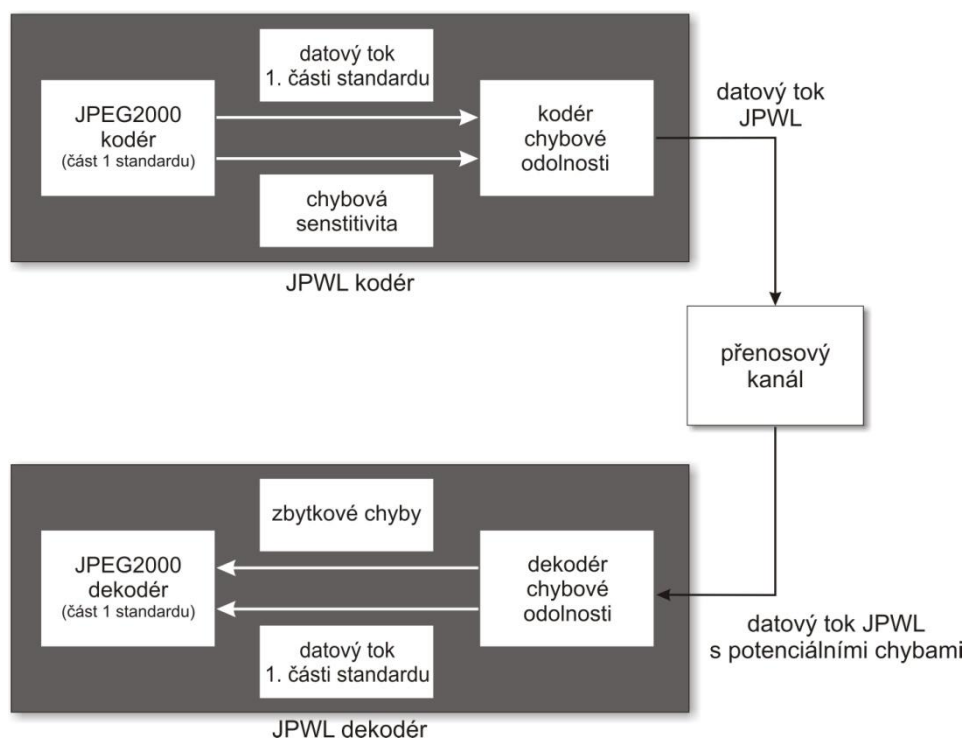 datový tok
1. části standardu
JPEG2000
kodér
(část 1 standardu)
kodér
chybové
odolnosti
chybová
senstitivita
JPWL kodér
datový tok
JPWL
přenosový
kanál
zbytkové chyby
JPEG2000
dekodér
(část 1 standardu)
dekodér
chybové
odolnosti
datový tok
1. části standardu
JPWL dekodér
datový tok JPWL
s potenciálními chybami